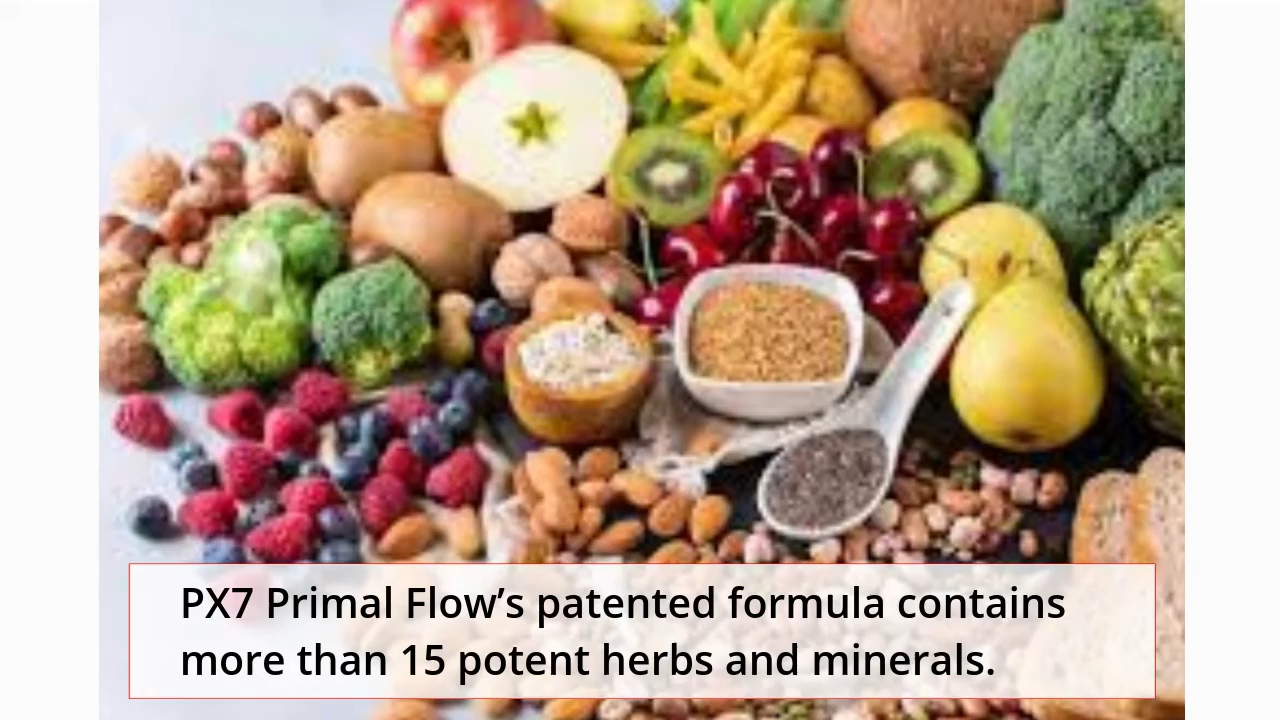 PX7 Primal Flow’s patented formula contains
more than 15 potent herbs and minerals.